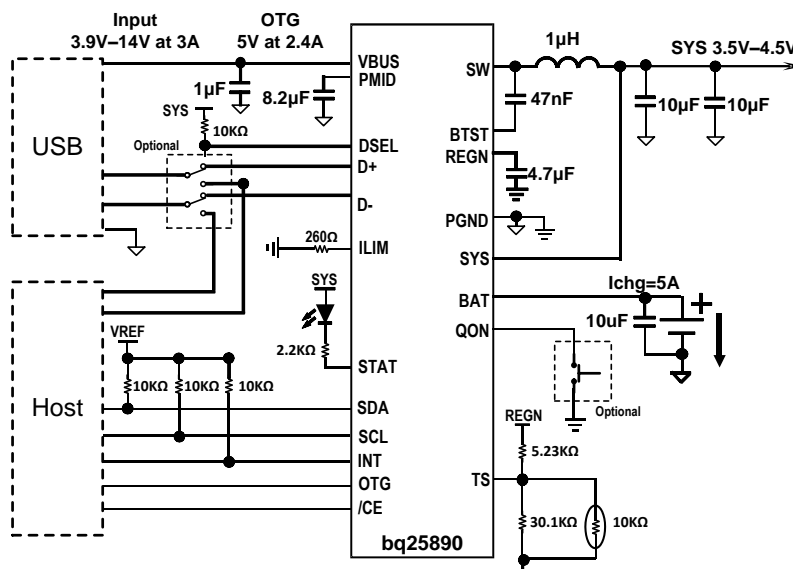 Input
3.9V–14V at 3A
OTG
5V at 2.4A
1µH
SYS 3.5V–4.5V
VBUS
PMID
SW
1µF
8.2µF
47nF
10µF
10µF
SYS
10KΩ
BTST
USB
Optional
DSEL
REGN
D+
4.7µF
D-
PGND
260Ω
ILIM
SYS
SYS
Ichg=5A
BAT
+
10uF
QON
VREF
2.2KΩ
STAT
10KΩ
10KΩ
10KΩ
Optional
Host
SDA
REGN
SCL
5.23KΩ
INT
TS
OTG
/CE
30.1KΩ
10KΩ
bq25890